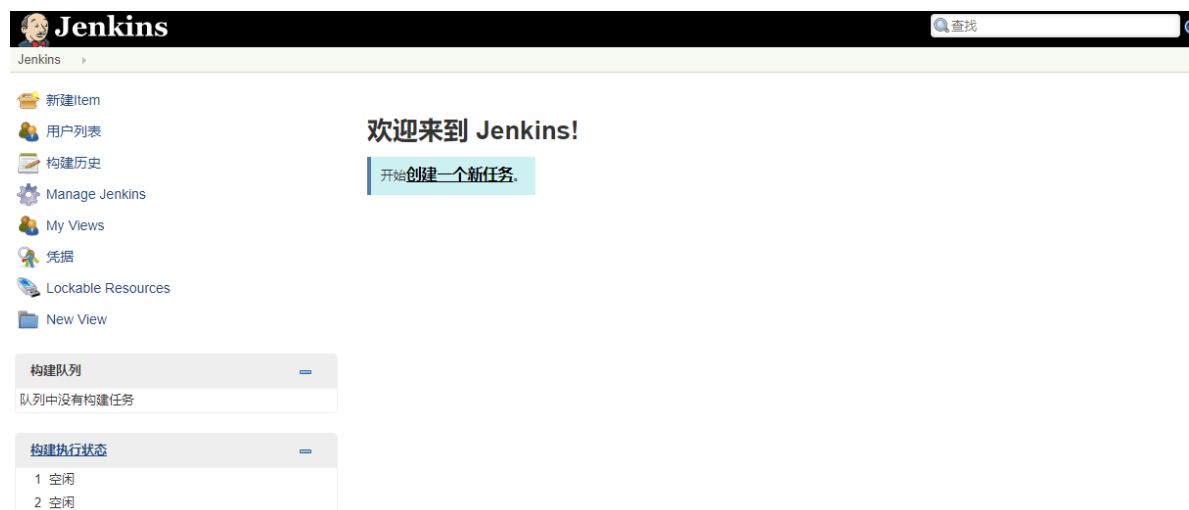 Jenkins
查找
Jenkins
新建Item
用户列表
构建历史
Manage Jenkins
My Views
凭据
Lockable Resources
New View
欢迎来到 Jenkins!
开始创建一个新任务。
构建队列
队列中没有构建任务
构建执行状态
1 空闲
2 空闲